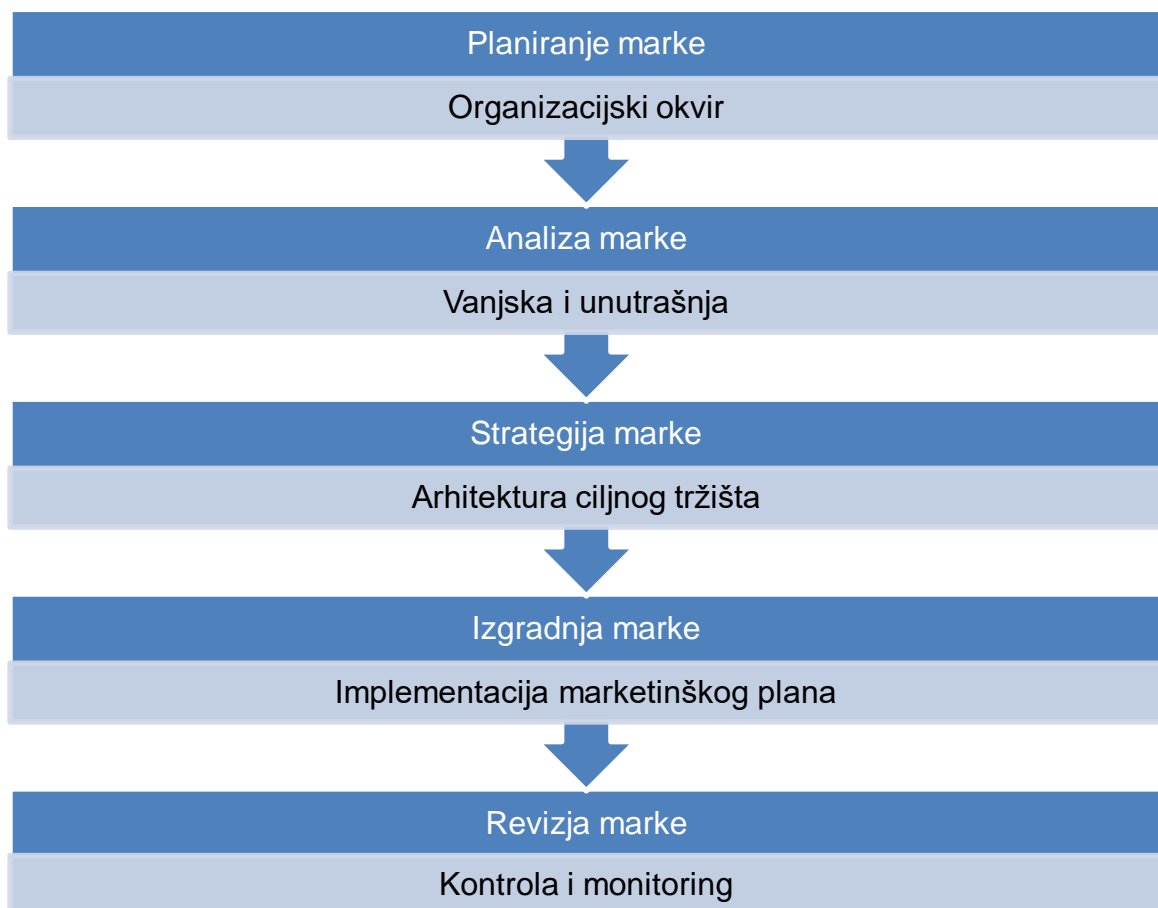 Planiranje marke
Organizacijski okvir
Analiza marke
Vanjska i unutrašnja
Strategija marke
Arhitektura ciljnog tržišta
Izgradnja marke
Implementacija marketinškog plana
Revizja marke
Kontrola i monitoring